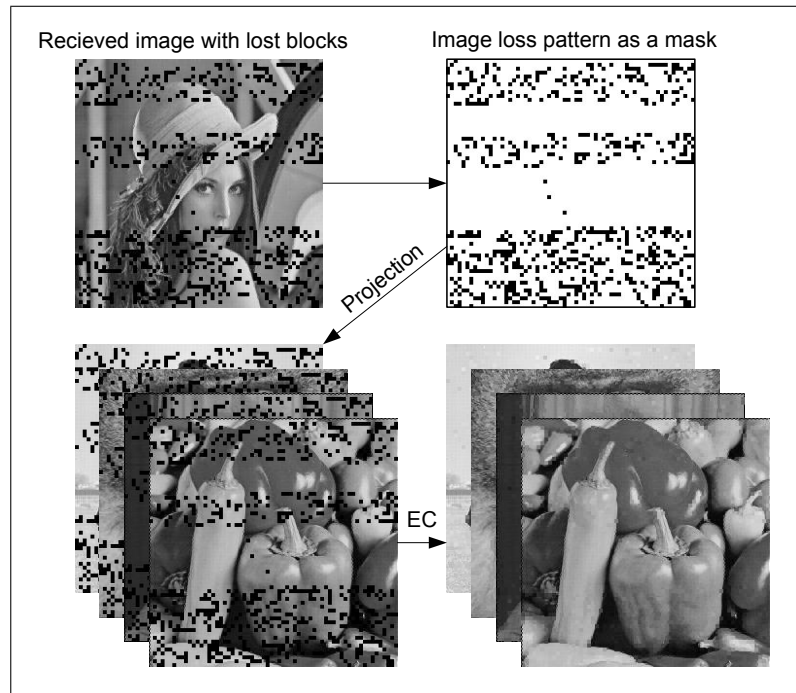 Recieved image with lost blocks
Image loss pattern as a mask
Projection
EC